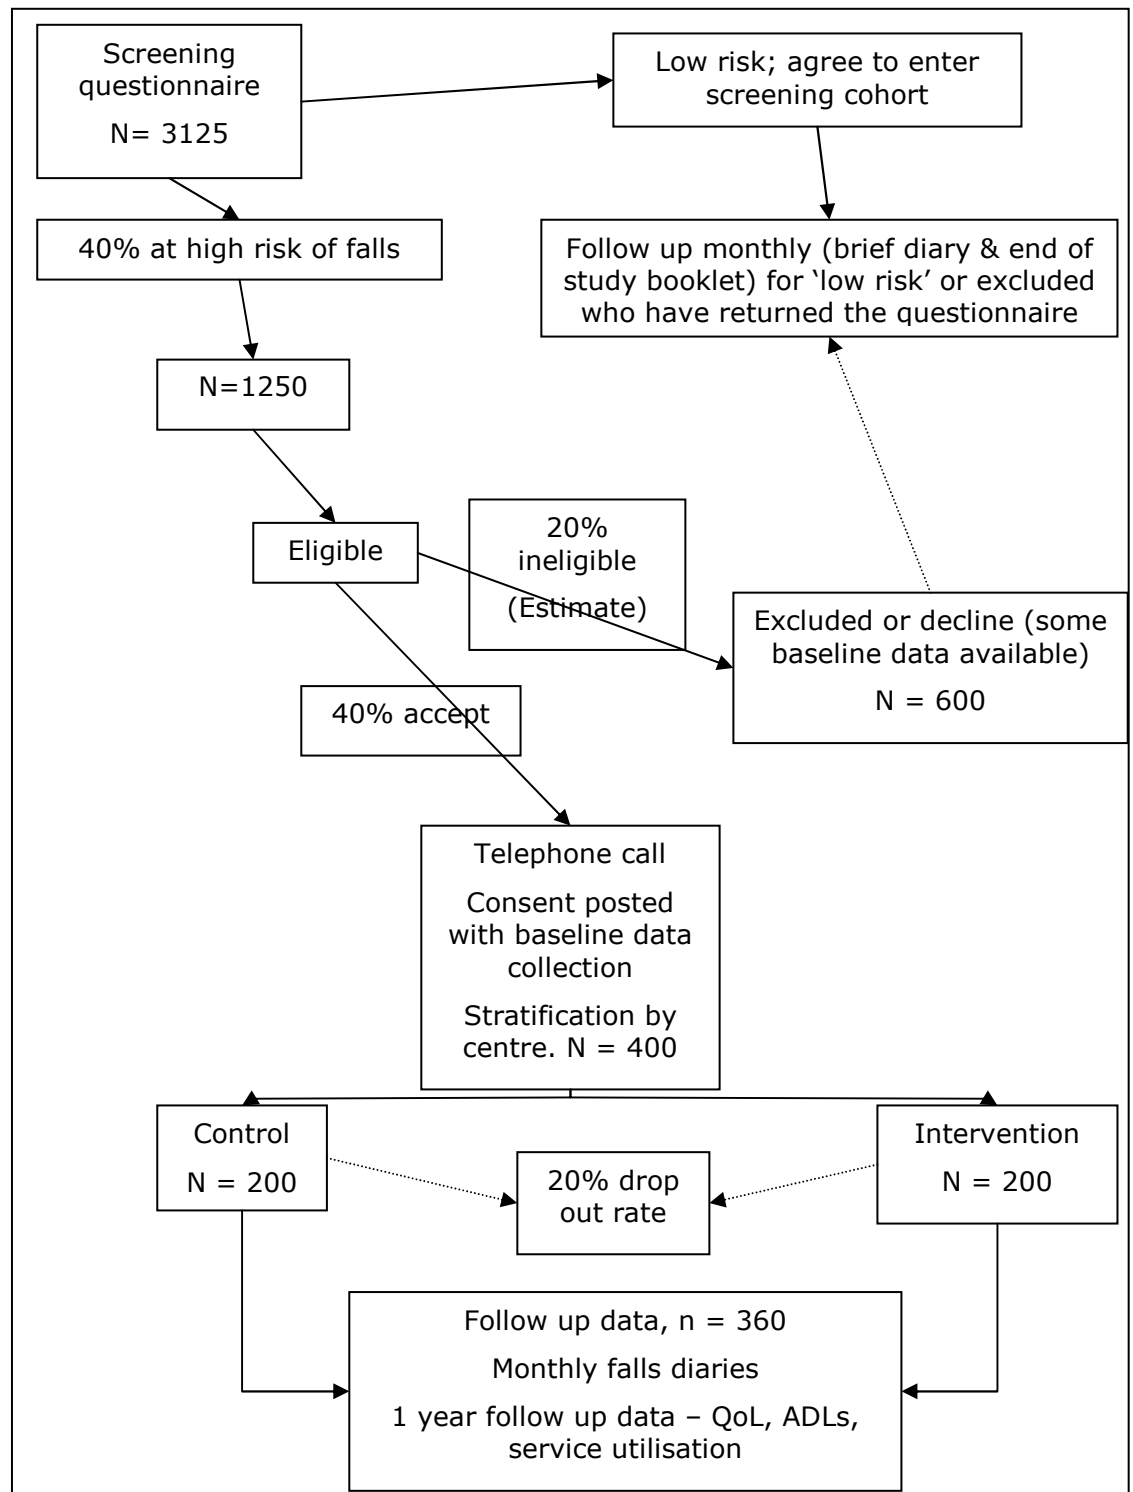 Screening
questionnaire
N= 3125
Low risk; agree to enter
screening cohort
40% at high risk of falls
Follow up monthly (brief diary & end of
study booklet) for ‘low risk’ or excluded
who have returned the questionnaire
N=1250
Eligible
20%
ineligible
(Estimate)
Excluded or decline (some
baseline data available)
N = 600
40% accept
Telephone call
Consent posted
with baseline data
collection
Stratification by
centre. N = 400
Control
N = 200
Intervention
N = 200
20% drop
out rate
Follow up data, n = 360
Monthly falls diaries
1 year follow up data – QoL, ADLs,
service utilisation